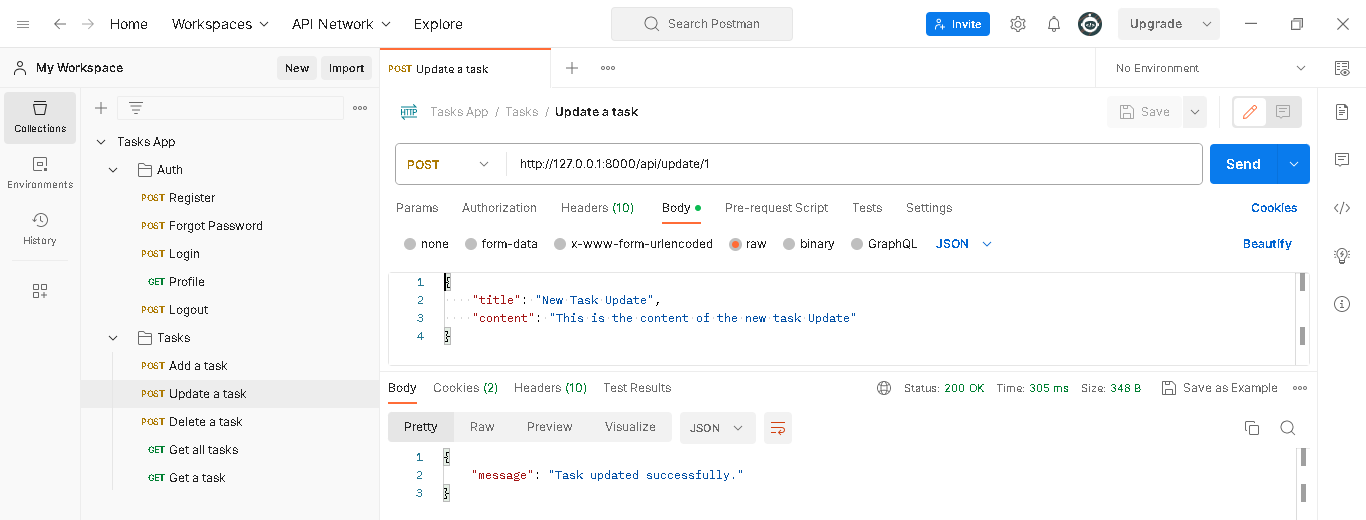 Home Workspaces API Network Explore Search Postman Invite Upgrade
My Workspace New Import POST Update a task No Environment
Collections
Environments
History
Tasks App
Auth
POST Register
POST Forgot Password
POST Login
GET Profile
POST Logout
Tasks
POST Add a task
POST Update a task
POST Delete a task
GET Get all tasks
GET Get a task
HTTP Tasks App / Tasks / Update a task Save
POST http://127.0.0.1:8000/api/update/1 Send
Params Authorization Headers (10) Body Pre-request Script Tests Settings Cookies
none form-data x-www-form-urlencoded raw binary GraphQL JSON Beautify
1 {
2 "title": "New Task Update",
3 "content": "This is the content of the new task Update"
4 }
Body Cookies (2) Headers (10) Test Results Status: 200 OK Time: 305 ms Size: 348 B Save as Example
Pretty Raw Preview Visualize JSON
1 {
2 "message": "Task updated successfully."
3 }